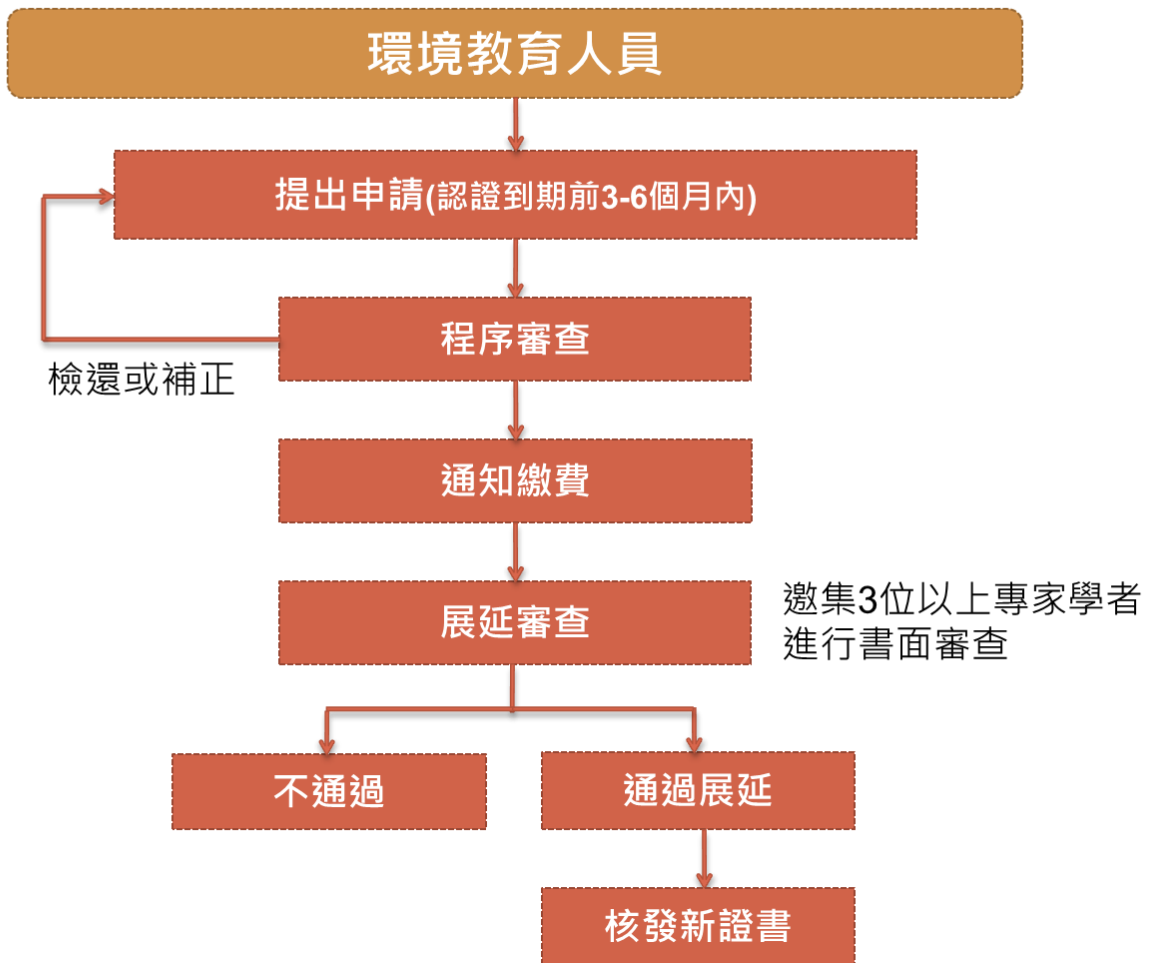 環境教育人員
提出申請(認證到期前3-6個月內)
程序審查
檢還或補正
通知繳費
展延審查
邀集3位以上專家學者
進行書面審查
不通過
通過展延
核發新證書